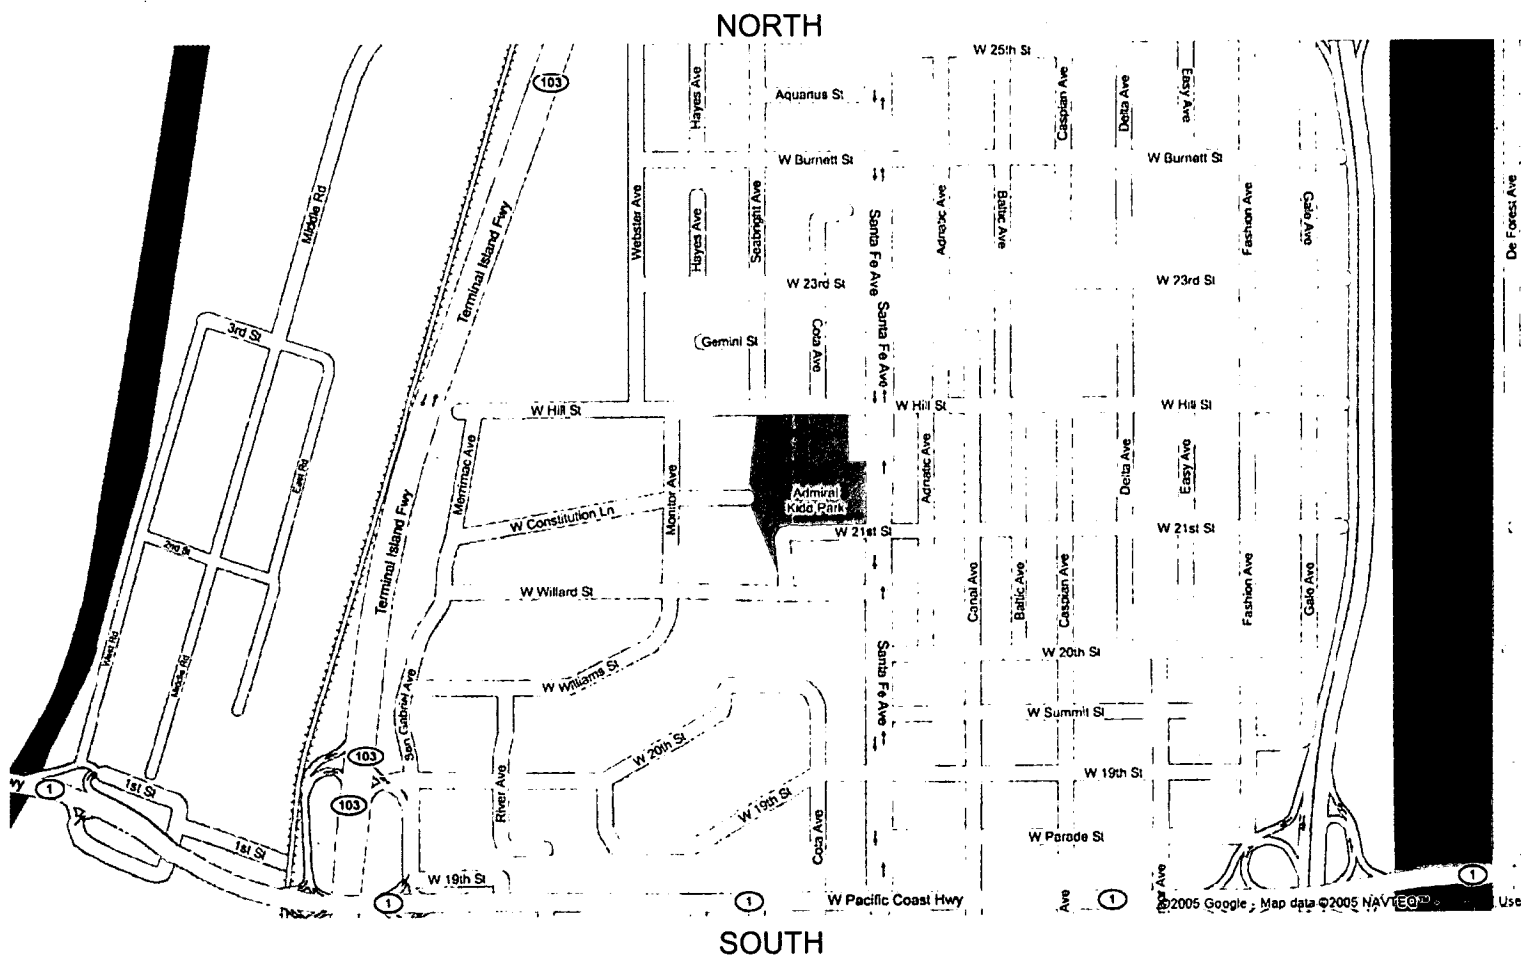 NORTH
W 25th St
103
Hayes Ave
Aquarius St
Caspian Ave
Delta Ave
Easy Ave
W Burnett St
W Burnett St
Middle Rd
Terminal Island Fwy
Webster Ave
Hayes Ave
Seabright Ave
Santa Fe Ave
Adriatic Ave
Baltic Ave
Fashion Ave
Gale Ave
De Forest Ave
W 23rd St
W 23rd St
3rd St
Gemini St
Cota Ave
Santa Fe Ave
W Hill St
W Hill St
W Hill St
East Rd
Merrimac Ave
Monitor Ave
Adriatic Ave
Delta Ave
Easy Ave
Admiral
Kidd Park
W Constitution Ln
W 21st St
W 21st St
2nd St
Terminal Island Fwy
W Willard St
Canal Ave
Baltic Ave
Caspian Ave
Fashion Ave
Gale Ave
West Rd
Middle Rd
San Gabriel Ave
W Williams St
Santa Fe Ave
W 20th St
W Summit St
W 20th St
103
W 19th St
1
wy
1st St
103
River Ave
W 19th St
Cota Ave
W Parade St
1st St
W 19th St
1
1
1
W Pacific Coast Hwy
Ave
1
Ave
©2005 Google - Map data ©2005 NAVTEQ™
Use
SOUTH